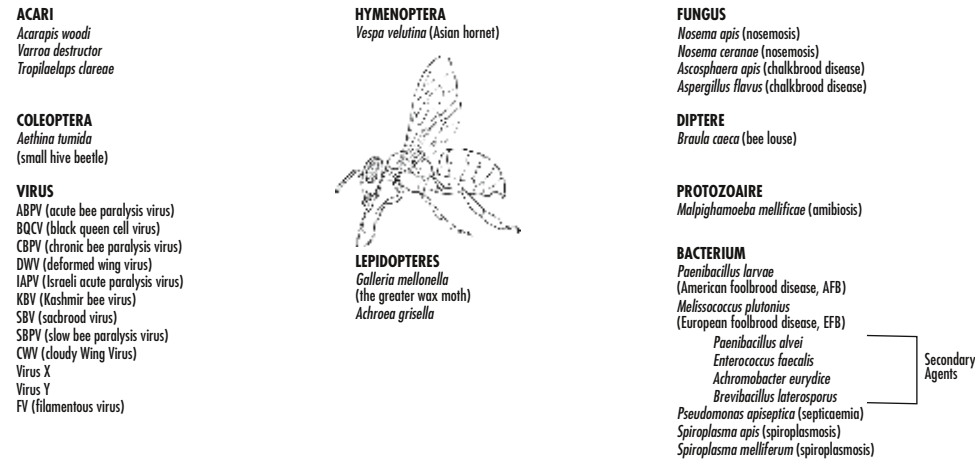 ACARI
Acarapis woodi
Varroa destructor
Tropilaelaps clareae
COLEOPTERA
Aethina tumida
(small hive beetle)
VIRUS
ABPV (acute bee paralysis virus)
BQCV (black queen cell virus)
CBPV (chronic bee paralysis virus)
DWV (deformed wing virus)
IAPV (Israeli acute paralysis virus)
KBV (Kashmir bee virus)
SBV (sacbrood virus)
SBPV (slow bee paralysis virus)
CWV (cloudy Wing Virus)
Virus X
Virus Y
FV (filamentous virus)
HYMENOPTERA
Vespa velutina (Asian hornet)
LEPIDOPTERES
Galleria mellonella
(the greater wax moth)
Achroea grisella
FUNGUS
Nosema apis (nosemosis)
Nosema ceranae (nosemosis)
Ascosphaera apis (chalkbrood disease)
Aspergillus flavus (chalkbrood disease)
DIPTERE
Braula caeca (bee louse)
PROTOZOAIRE
Malpighamoeba mellificae (amibiosis)
BACTERIUM
Paenibacillus larvae
(American foolbrood disease, AFB)
Melissococcus plutonius
(European foolbrood disease, EFB)
Paenibacillus alvei
Enterococcus faecalis
Achromobacter eurydice
Brevibacillus laterosporus
Secondary
Agents
Pseudomonas apiseptica (septicaemia)
Spiroplasma apis (spiroplasmosis)
Spiroplasma melliferum (spiroplasmosis)